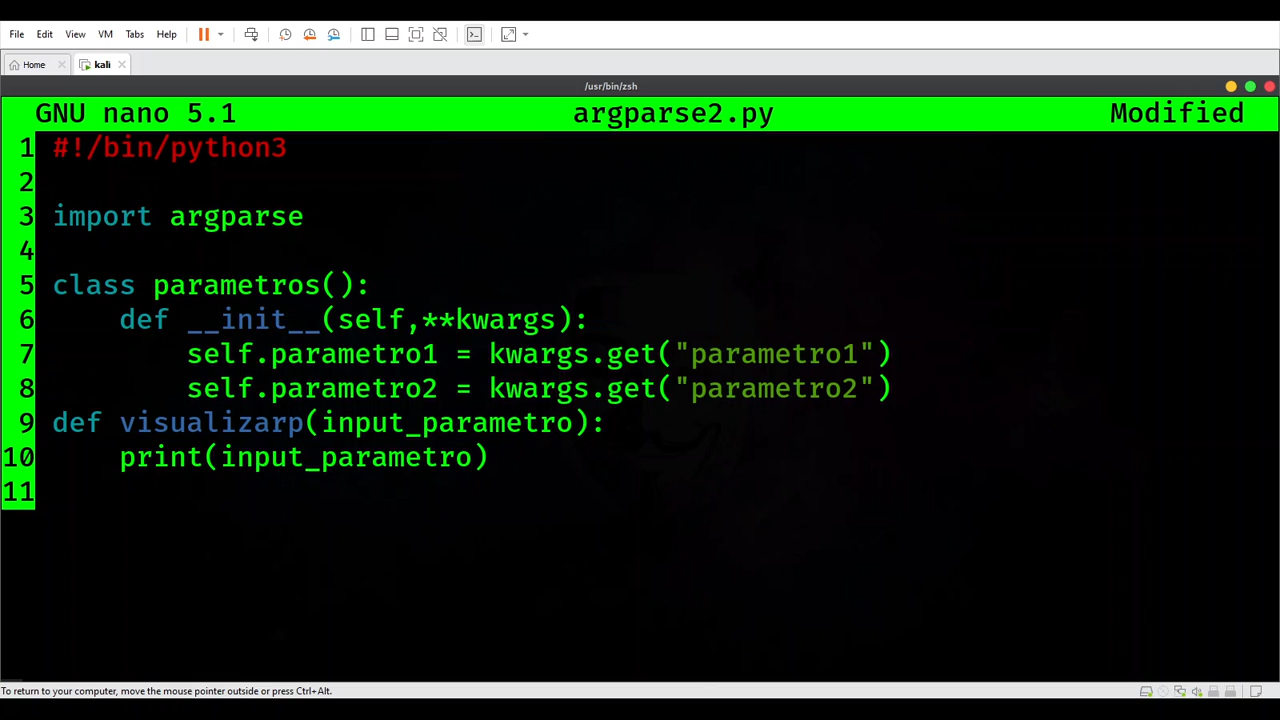 File Edit View VM Tabs Help
Home kali
/usr/bin/zsh
GNU nano 5.1 argparse2.py Modified
1 #!/bin/python3
2
3 import argparse
4
5 class parametros():
6     def __init__(self,**kwargs):
7         self.parametro1 = kwargs.get("parametro1")
8         self.parametro2 = kwargs.get("parametro2")
9 def visualizarp(input_parametro):
10     print(input_parametro)
11
To return to your computer, move the mouse pointer outside or press Ctrl+Alt.